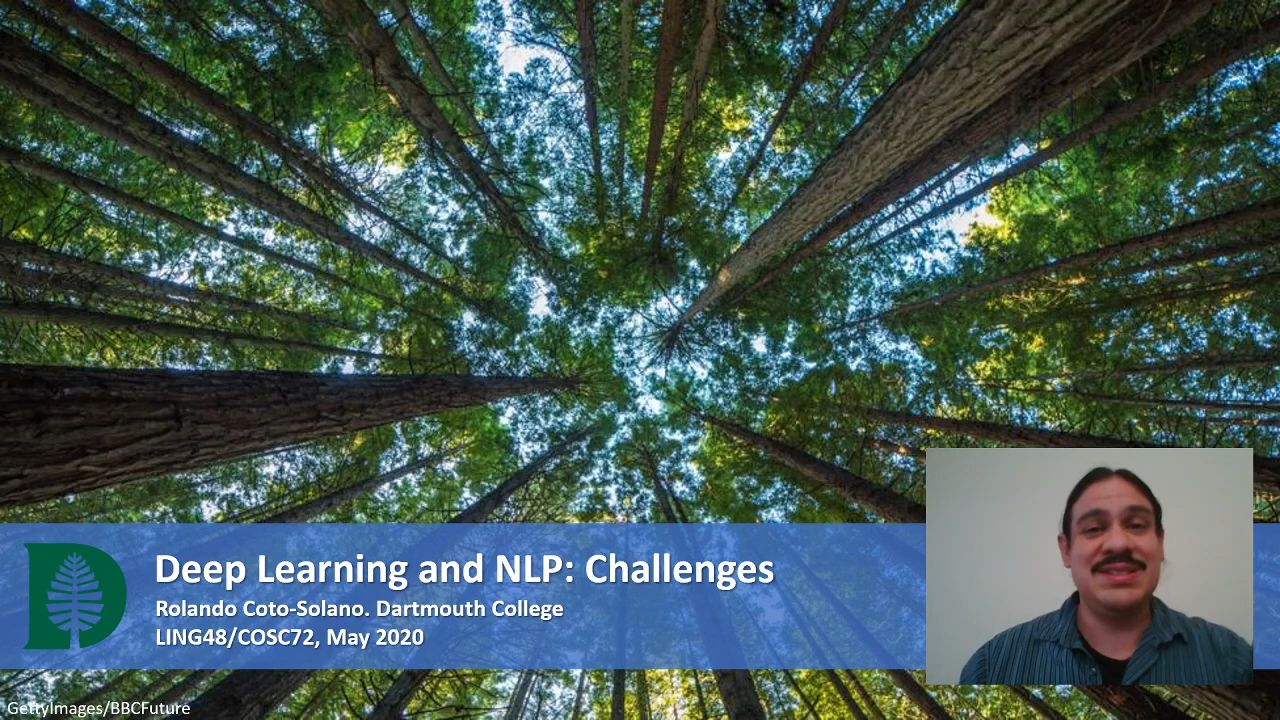 Deep Learning and NLP: Challenges
Rolando Coto-Solano. Dartmouth College
LING48/COSC72, May 2020
GettyImages/BBCFuture